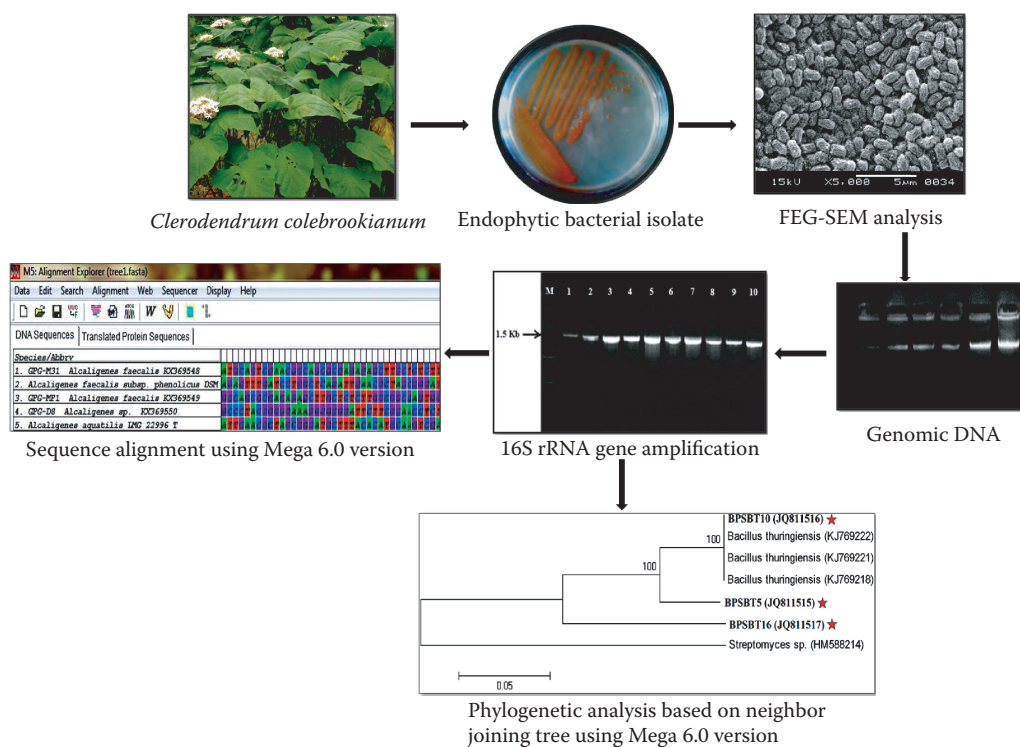 Clerodendrum colebrookianum
Endophytic bacterial isolate
15kU X5,000 5μm 0034
FEG-SEM analysis
M5: Alignment Explorer (tree1.fasta)
Data Edit Search Alignment Web Sequencer Display Help
W
DNA Sequences Translated Protein Sequences
Species/Abbrv
1. GPG-M31 Alcaligenes faecalis KX369548
2. Alcaligenes faecalis subsp. phenolicus DSM
3. GPG-MP1 Alcaligenes faecalis KX369549
4. GPG-D8 Alcaligenes sp. KX369550
5. Alcaligenes aquatilis LMG 22996 T
Sequence alignment using Mega 6.0 version
M 1 2 3 4 5 6 7 8 9 10
1.5 Kb
16S rRNA gene amplification
Genomic DNA
BPSBT10 (JQ811516)
100 Bacillus thuringiensis (KJ769222)
Bacillus thuringiensis (KJ769221)
100
Bacillus thuringiensis (KJ769218)
BPSBT5 (JQ811515)
BPSBT16 (JQ811517)
Streptomyces sp. (HM588214)
0.05
Phylogenetic analysis based on neighbor
joining tree using Mega 6.0 version